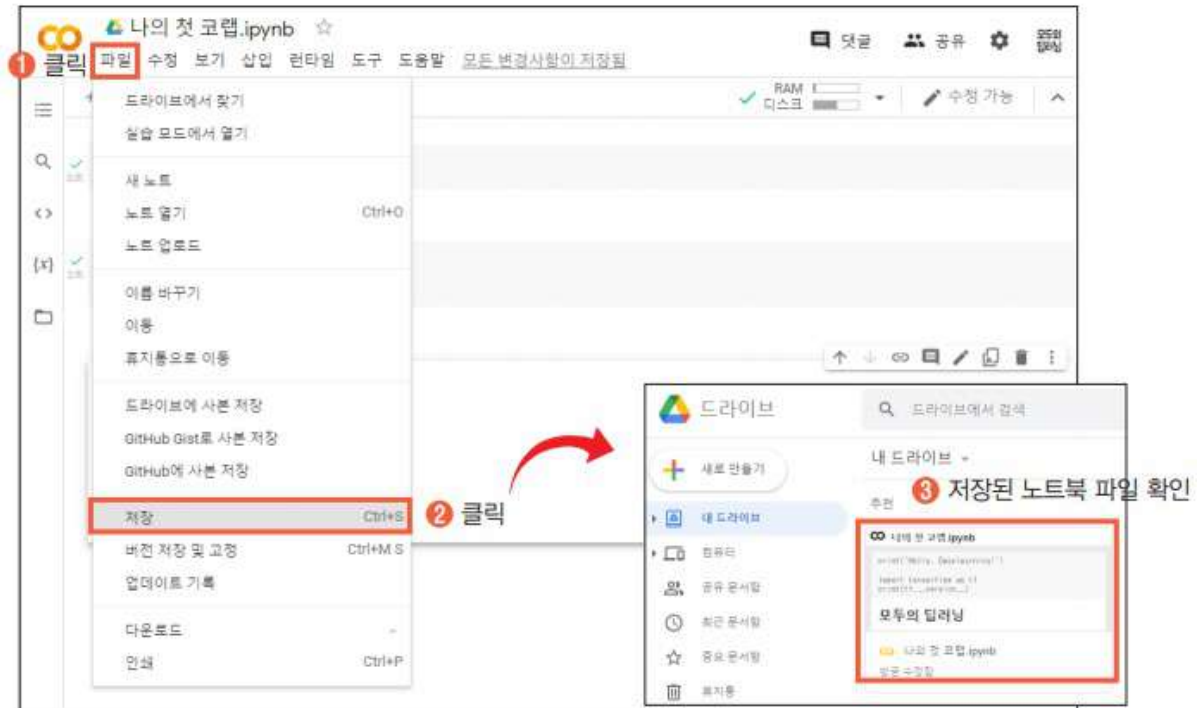 나의 첫 코랩.ipynb
댓글 공유
① 클릭
파일 수정 보기 삽입 런타임 도구 도움말 모든 변경사항이 저장됨
RAM
디스크
수정 가능
드라이브에서 찾기
실습 모드에서 열기
새 노트
노트 열기 Ctrl+O
노트 업로드
{x}
이름 바꾸기
이동
휴지통으로 이동
드라이브에 사본 저장
GitHub Gist로 사본 저장
GitHub에 사본 저장
저장 Ctrl+S
② 클릭
버전 저장 및 고정 Ctrl+M S
업데이트 기록
다운로드
인쇄 Ctrl+P
드라이브
드라이브에서 검색
새로 만들기
내 드라이브
③ 저장된 노트북 파일 확인
추천
내 드라이브
컴퓨터
공유 문서함
최근 문서함
중요 문서함
휴지통
나의 첫 코랩.ipynb
모두의 딥러닝
나의 첫 코랩.ipynb
방금 수정함